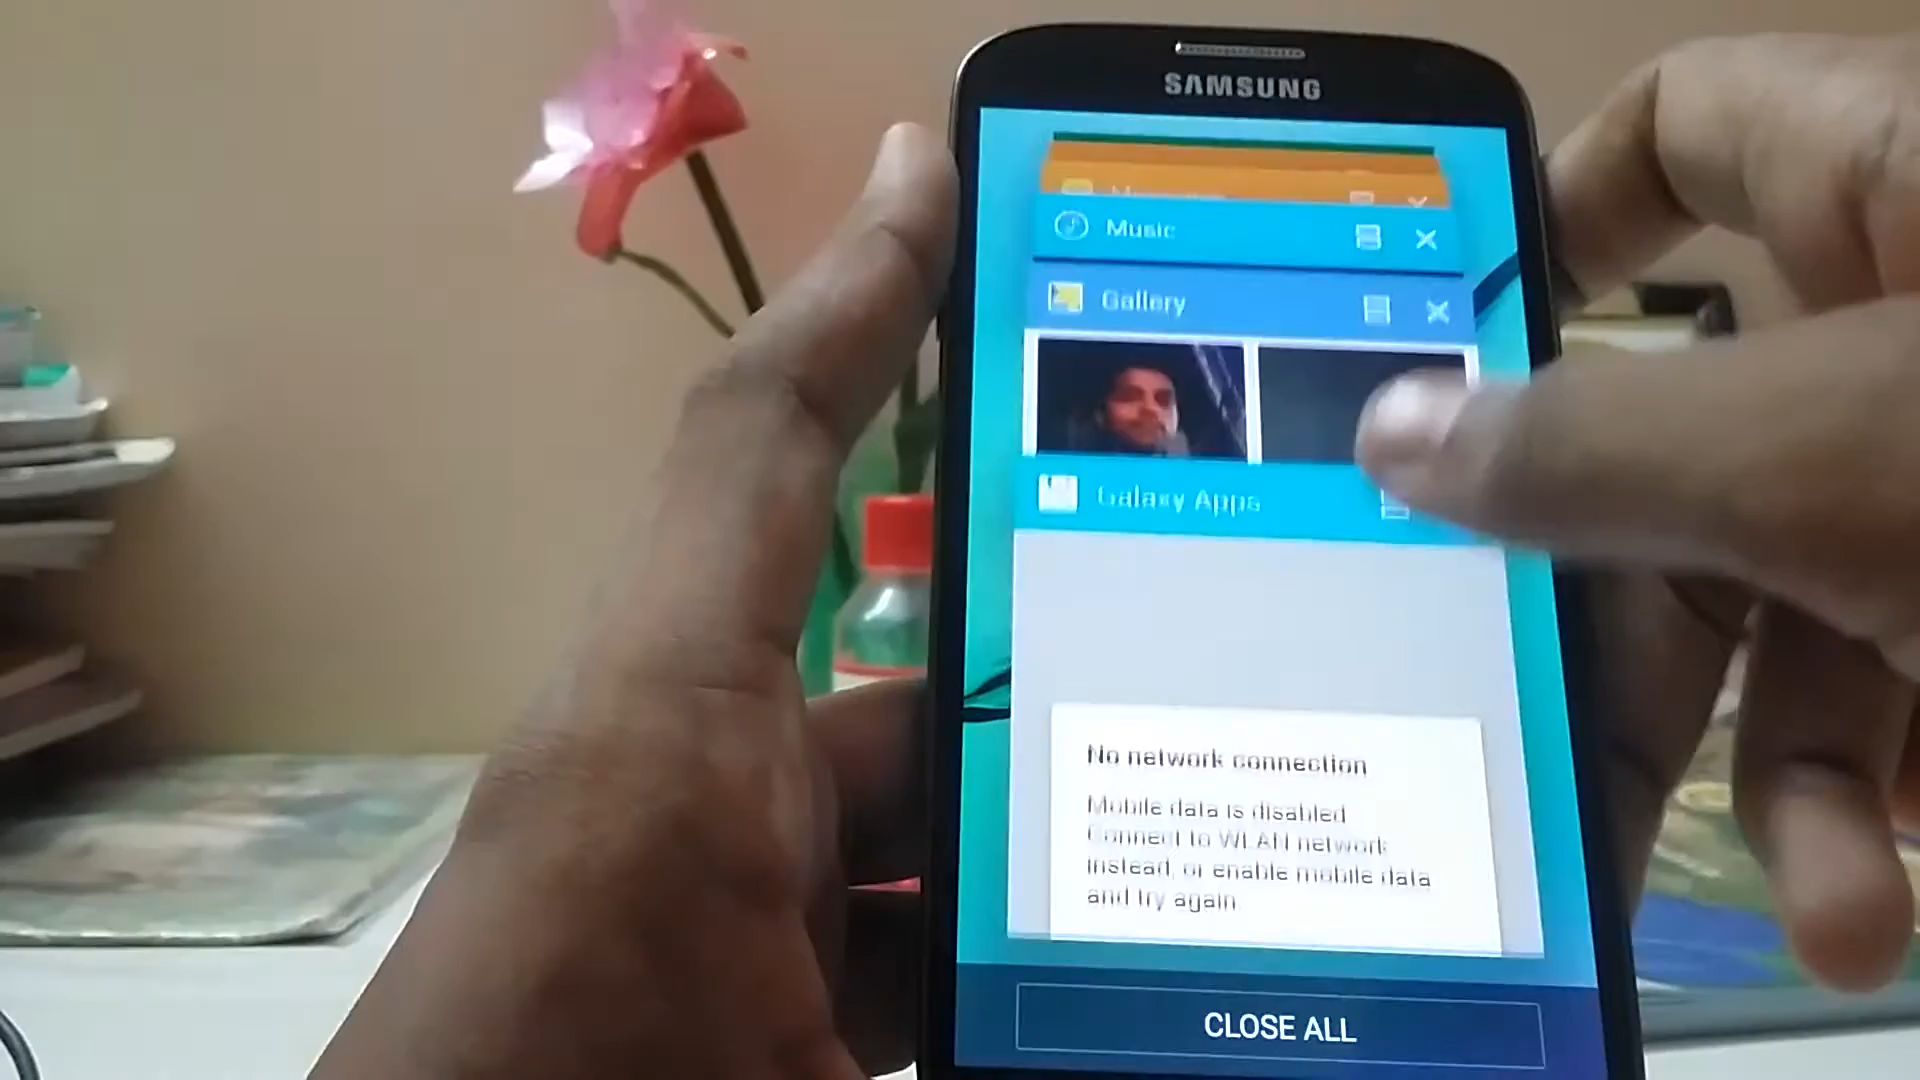 SAMSUNG
Music
Gallery
Galaxy Apps
No network connection
Mobile data is disabled
Connect to WLAN network
instead, or enable mobile data
and try again.
CLOSE ALL